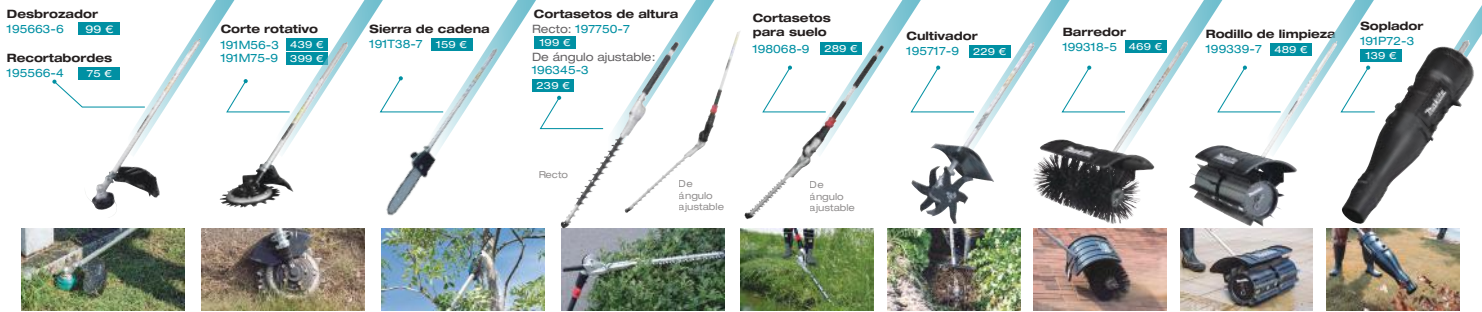 Desbrozador
195663-6 99 €
Recortabordes
195566-4 75 €
Corte rotativo
191M56-3 439 €
191M75-9 399 €
Sierra de cadena
191T38-7 159 €
Cortasetos de altura
Recto: 197750-7
199 €
De ángulo ajustable:
196345-3
239 €
Recto
De
ángulo
ajustable
Cortasetos
para suelo
198068-9 289 €
De
ángulo
ajustable
Cultivador
195717-9 229 €
Barredor
199318-5 469 €
Makita
Rodillo de limpieza
199339-7 489 €
Makita
Soplador
191P72-3
139 €
Makita